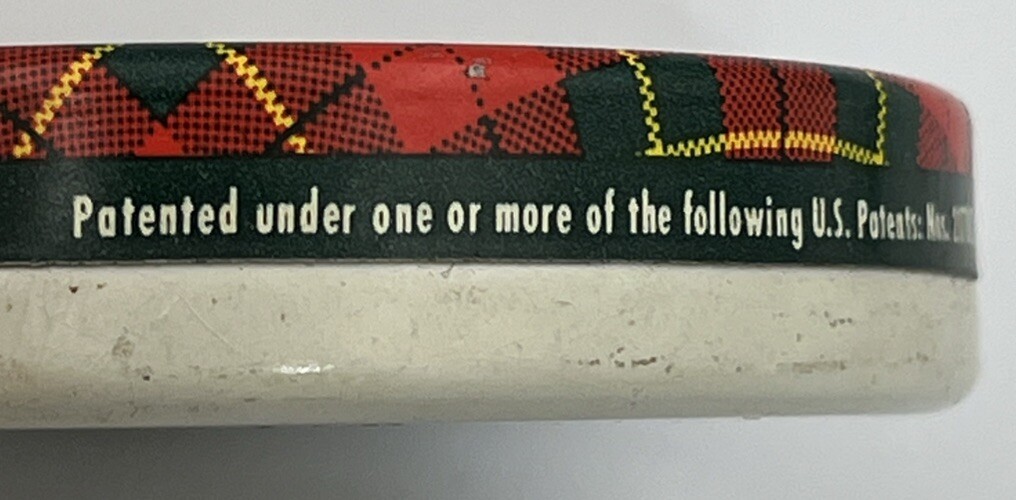 Patented under one or more of the following U.S. Patents: Nos.